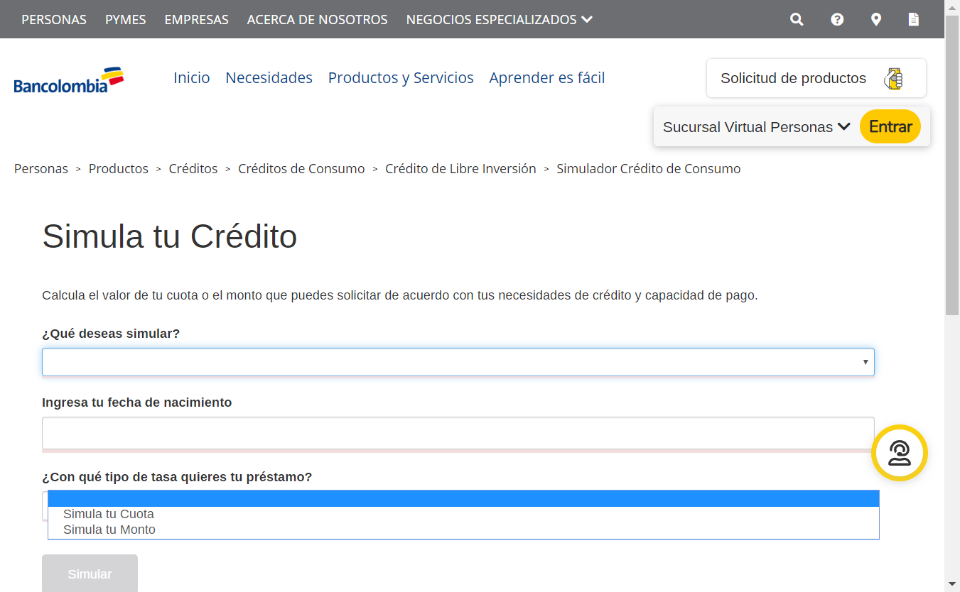 PERSONAS PYMES EMPRESAS ACERCA DE NOSOTROS NEGOCIOS ESPECIALIZADOS
Bancolombia Inicio Necesidades Productos y Servicios Aprender es fácil Solicitud de productos
Sucursal Virtual Personas Entrar
Personas > Productos > Créditos > Créditos de Consumo > Crédito de Libre Inversión > Simulador Crédito de Consumo
Simula tu Crédito
Calcula el valor de tu cuota o el monto que puedes solicitar de acuerdo con tus necesidades de crédito y capacidad de pago.
¿Qué deseas simular?
Ingresa tu fecha de nacimiento
¿Con qué tipo de tasa quieres tu préstamo?
Simula tu Cuota
Simula tu Monto
Simular